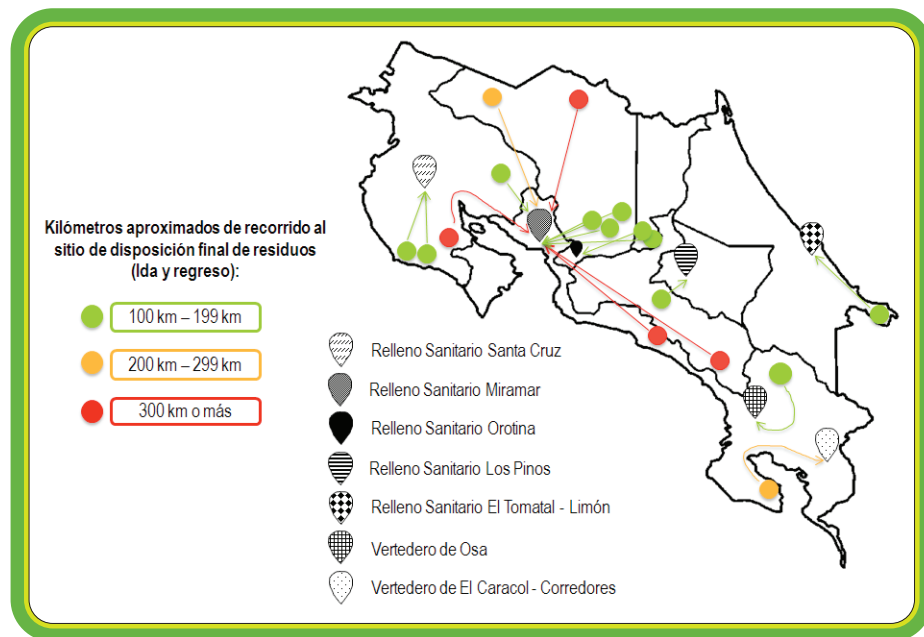 Kilómetros aproximados de recorrido al
sitio de disposición final de residuos
(Ida y regreso):
100 km – 199 km
200 km – 299 km
300 km o más
Relleno Sanitario Santa Cruz
Relleno Sanitario Miramar
Relleno Sanitario Orotina
Relleno Sanitario Los Pinos
Relleno Sanitario El Tomatal - Limón
Vertedero de Osa
Vertedero de El Caracol - Corredores